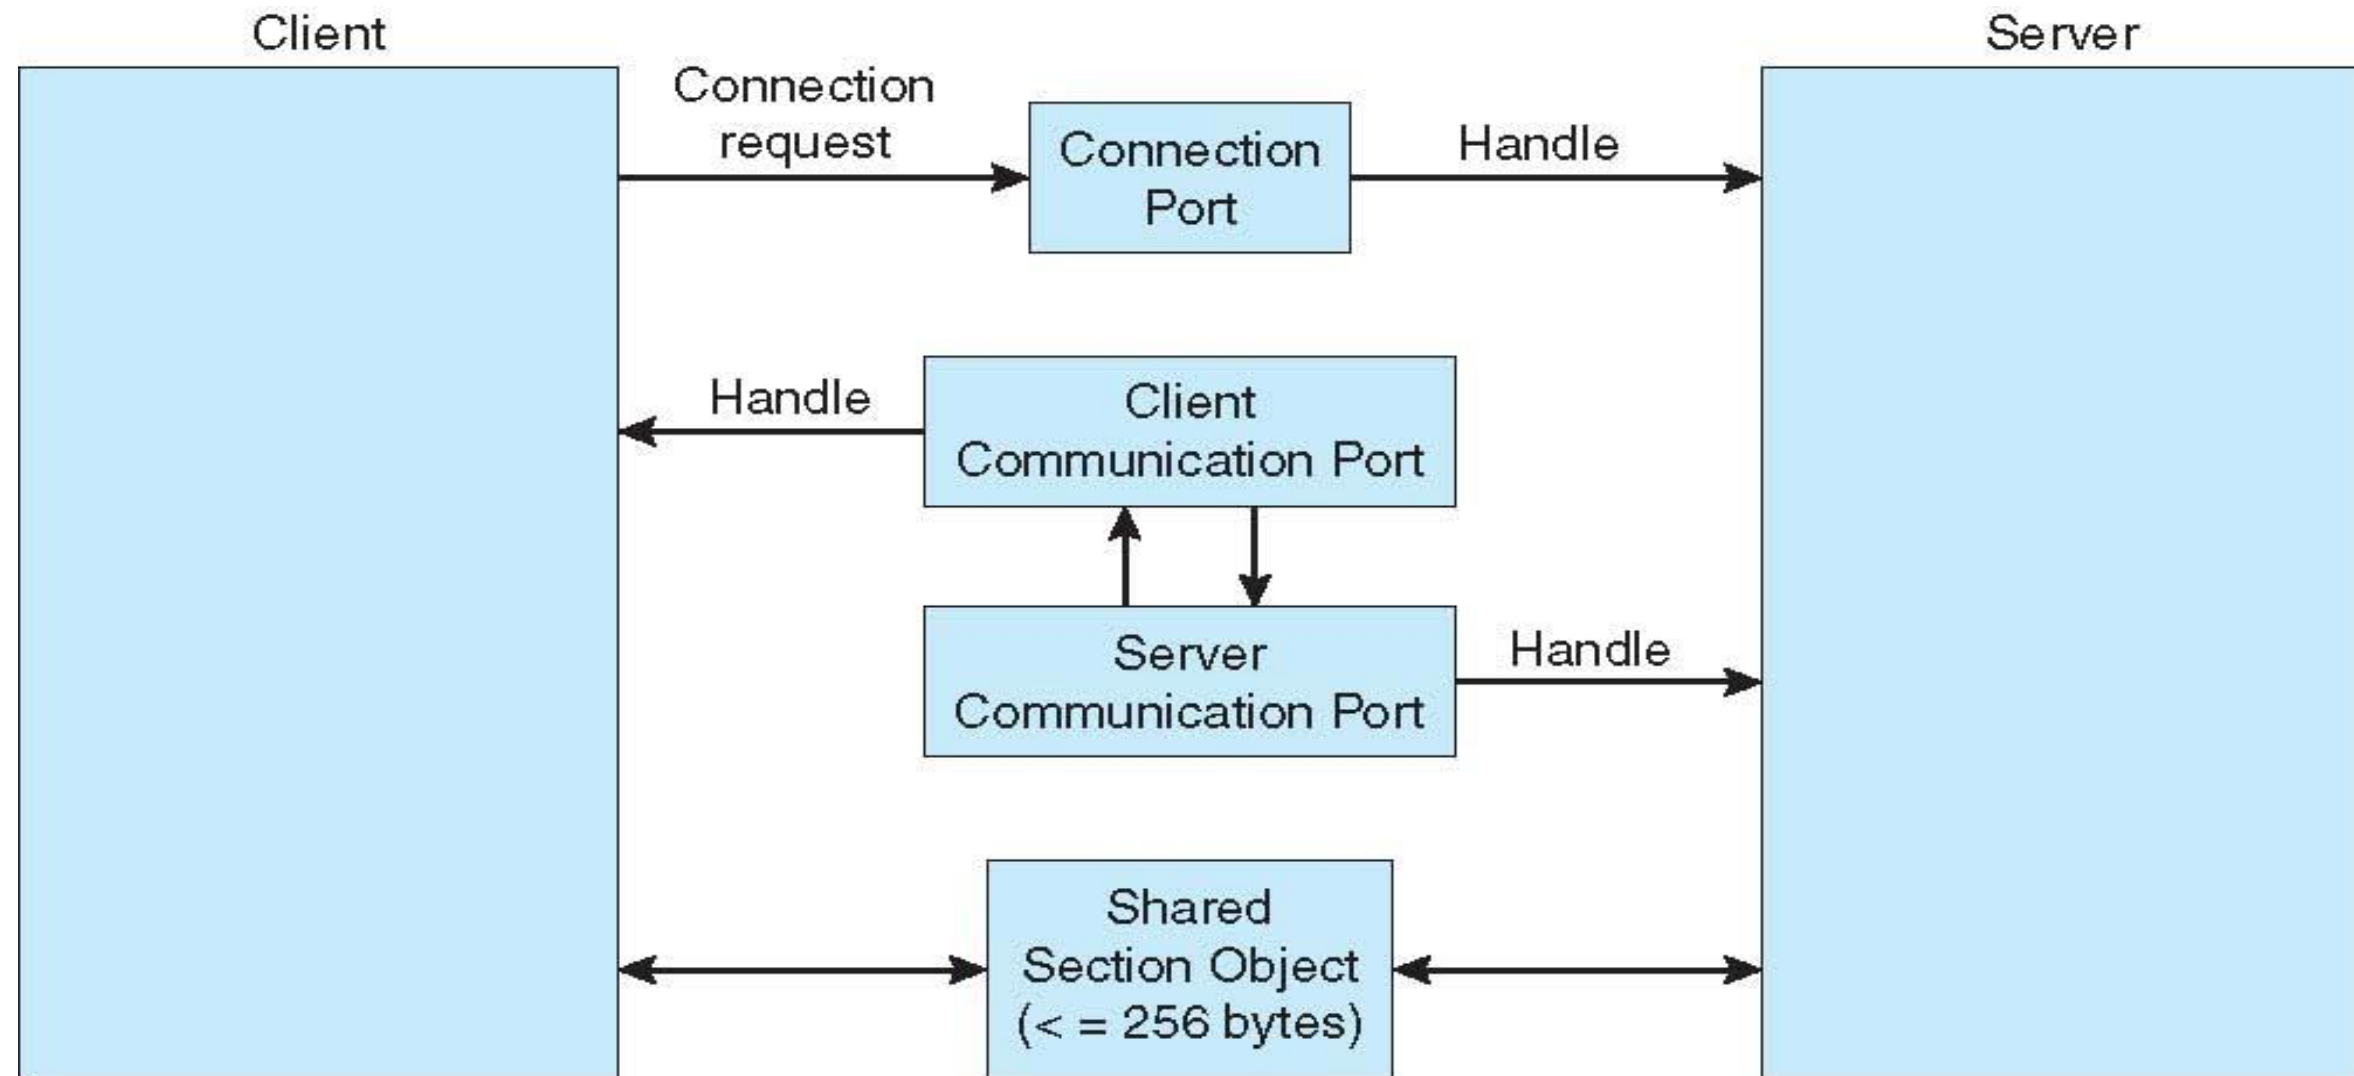 Client
Server
Connection
request
Connection
Port
Handle
Handle
Client
Communication Port
Server
Communication Port
Handle
Shared
Section Object
(< = 256 bytes)